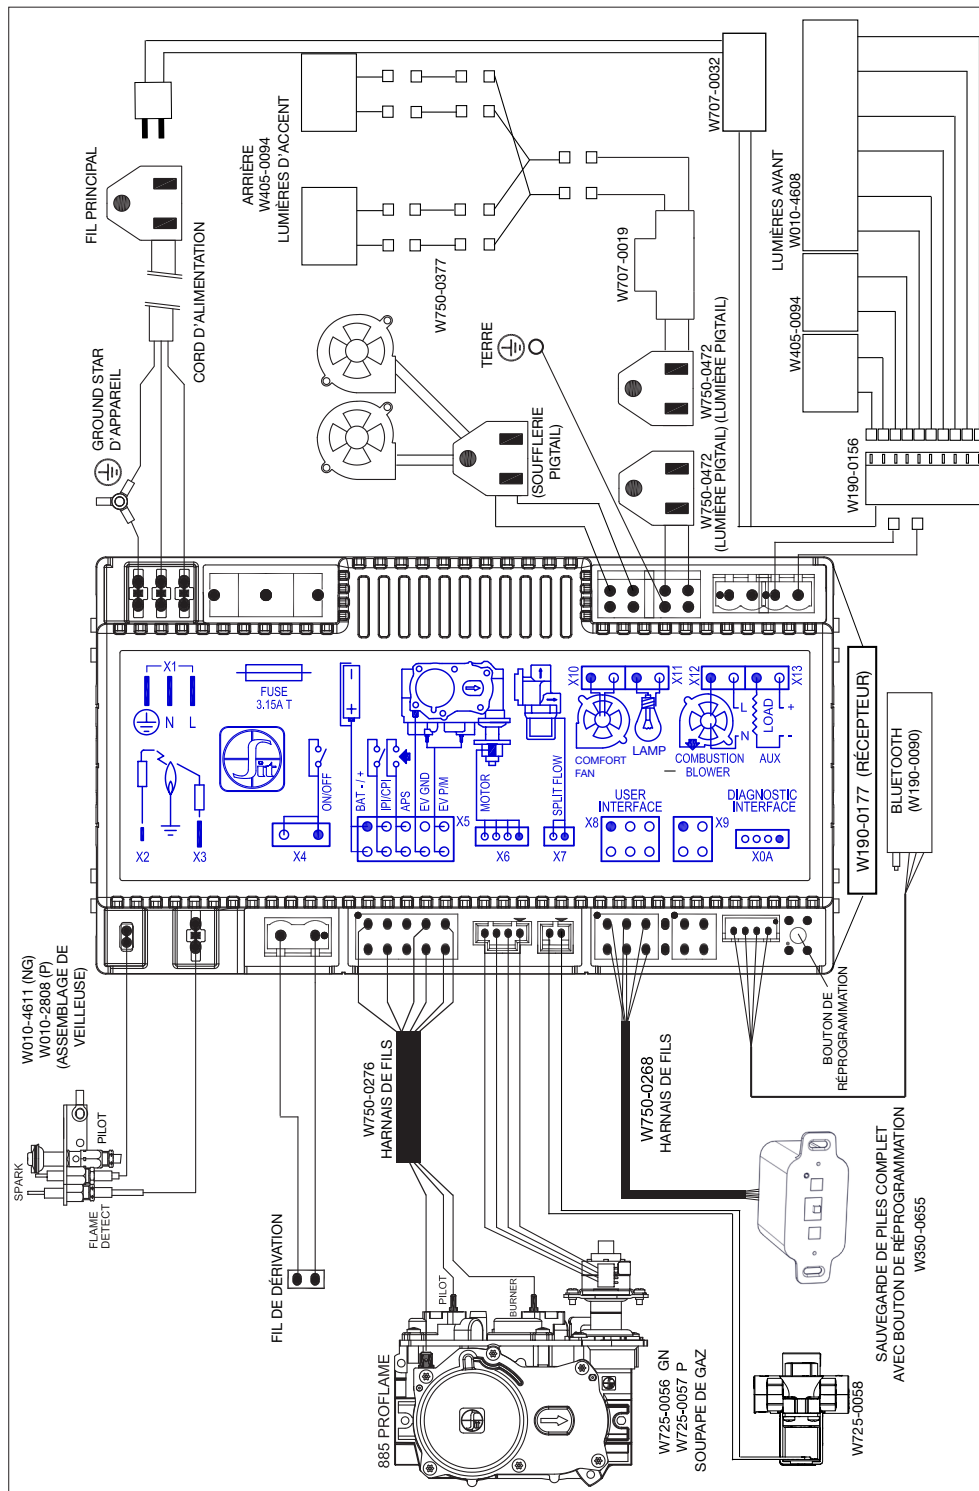 FIL PRINCIPAL
CORD D'ALIMENTATION
GROUND STAR
D'APPAREIL
ARRIÈRE
W405-0094
LUMIÈRES D'ACCENT
W750-0377
W707-0032
W707-0019
LUMIÈRES AVANT
W010-4608
W405-0094
W190-0156
TERRE
(SOUFFLERIE
PIGTAIL)
W750-0472
(LUMIÈRE PIGTAIL)
W750-0472
(LUMIÈRE PIGTAIL)
X1
N
L
X2
X3
FUSE
3.15A T
Sit
ON/OFF
X4
BAT - / +
IPI/CPI
APS
EV GND
EV P/M
X5
MOTOR
X6
SPLIT FLOW
X7
X10
X11
COMFORT
FAN
LAMP
X12
X13
L
N
LOAD
+
-
COMBUSTION
BLOWER
AUX
USER
INTERFACE
X8
X9
DIAGNOSTIC
INTERFACE
X0A
W190-0177 (RÉCEPTEUR)
BLUETOOTH
(W190-0090)
BOUTON DE
RÉPROGRAMMATION
W010-4611 (NG)
W010-2808 (P)
(ASSEMBLAGE DE
VEILLEUSE)
SPARK
PILOT
FLAME
DETECT
FIL DE DÉRIVATION
W750-0276
HARNAIS DE FILS
W750-0268
HARNAIS DE FILS
885 PROFLAME
PILOT
BURNER
W725-0056 GN
W725-0057 P
SOUPAPE DE GAZ
W725-0058
SAUVEGARDE DE PILES COMPLET
AVEC BOUTON DE RÉPROGRAMMATION
W350-0655